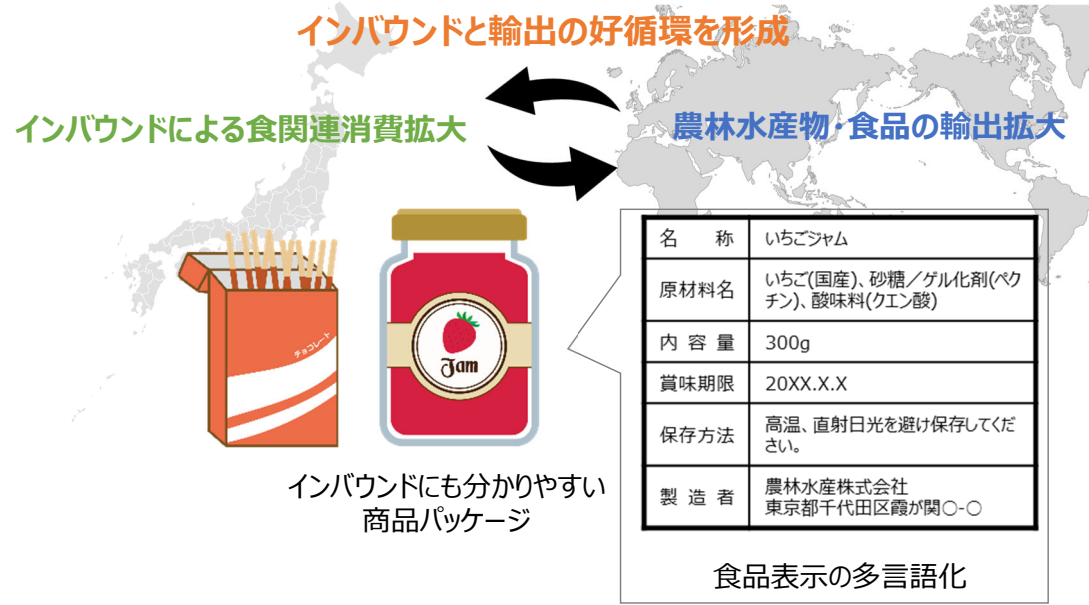 インバウンドと輸出の好循環を形成
インバウンドによる食関連消費拡大
農林水産物・食品の輸出拡大
チョコレート
Jam
インバウンドにも分かりやすい
商品パッケージ
名 称 いちごジャム
原材料名 いちご(国産)、砂糖／ゲル化剤(ペク
チン)、酸味料(クエン酸)
内 容 量 300g
賞味期限 20XX.X.X
保存方法 高温、直射日光を避け保存してくだ
さい。
製 造 者 農林水産株式会社
東京都千代田区霞が関○-○
食品表示の多言語化